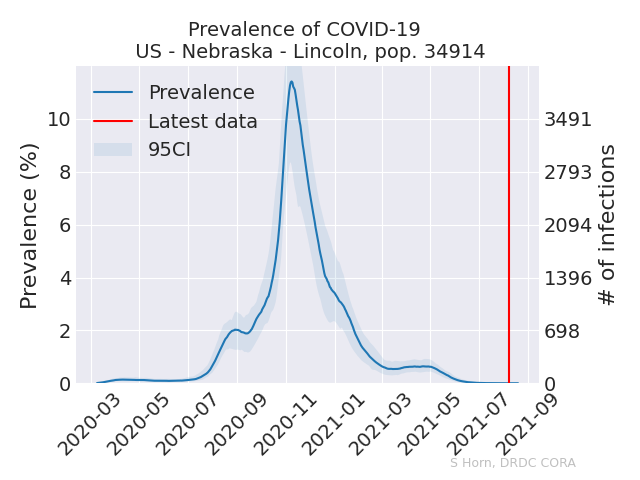 Prevalence of COVID-19
US - Nebraska - Lincoln, pop. 34914
Prevalence
Latest data
95CI
Prevalence (%)
10
8
6
4
2
0
3491
2793
2094
1396
698
0
# of infections
2020-03
2020-05
2020-07
2020-09
2020-11
2021-01
2021-03
2021-05
2021-07
2021-09
S Horn, DRDC CORA